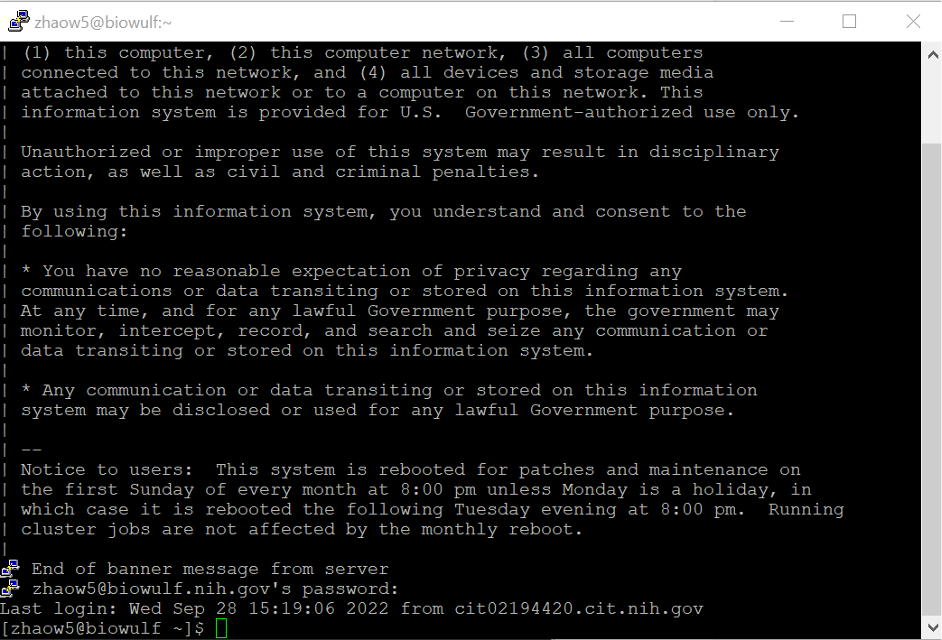 zhaow5@biowulf:~
| (1) this computer, (2) this computer network, (3) all computers
| connected to this network, and (4) all devices and storage media
| attached to this network or to a computer on this network. This
| information system is provided for U.S.  Government-authorized use only.
|
| Unauthorized or improper use of this system may result in disciplinary
| action, as well as civil and criminal penalties.
|
| By using this information system, you understand and consent to the
| following:
|
| * You have no reasonable expectation of privacy regarding any
| communications or data transiting or stored on this information system.
| At any time, and for any lawful Government purpose, the government may
| monitor, intercept, record, and search and seize any communication or
| data transiting or stored on this information system.
|
| * Any communication or data transiting or stored on this information
| system may be disclosed or used for any lawful Government purpose.
|
| --
| Notice to users:  This system is rebooted for patches and maintenance on
| the first Sunday of every month at 8:00 pm unless Monday is a holiday, in
| which case it is rebooted the following Tuesday evening at 8:00 pm.  Running
| cluster jobs are not affected by the monthly reboot.
|
End of banner message from server
zhaow5@biowulf.nih.gov's password:
Last login: Wed Sep 28 15:19:06 2022 from cit02194420.cit.nih.gov
[zhaow5@biowulf ~]$